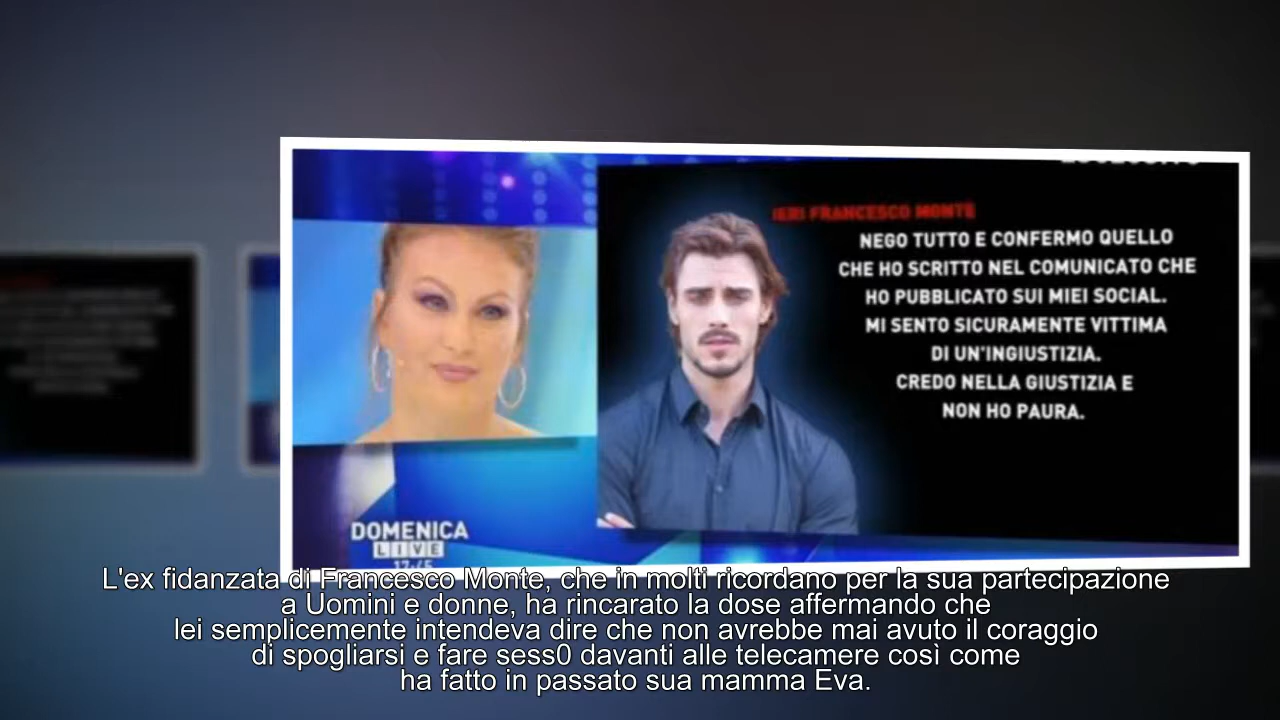 IERI FRANCESCO MONTE
NEGO TUTTO E CONFERMO QUELLO
CHE HO SCRITTO NEL COMUNICATO CHE
HO PUBBLICATO SUI MIEI SOCIAL.
MI SENTO SICURAMENTE VITTIMA
DI UN'INGIUSTIZIA.
CREDO NELLA GIUSTIZIA E
NON HO PAURA.
DOMENICA
LIVE
17:45
L'ex fidanzata di Francesco Monte, che in molti ricordano per la sua partecipazione
a Uomini e donne, ha rincarato la dose affermando che
lei semplicemente intendeva dire che non avrebbe mai avuto il coraggio
di spogliarsi e fare sess0 davanti alle telecamere così come
ha fatto in passato sua mamma Eva.